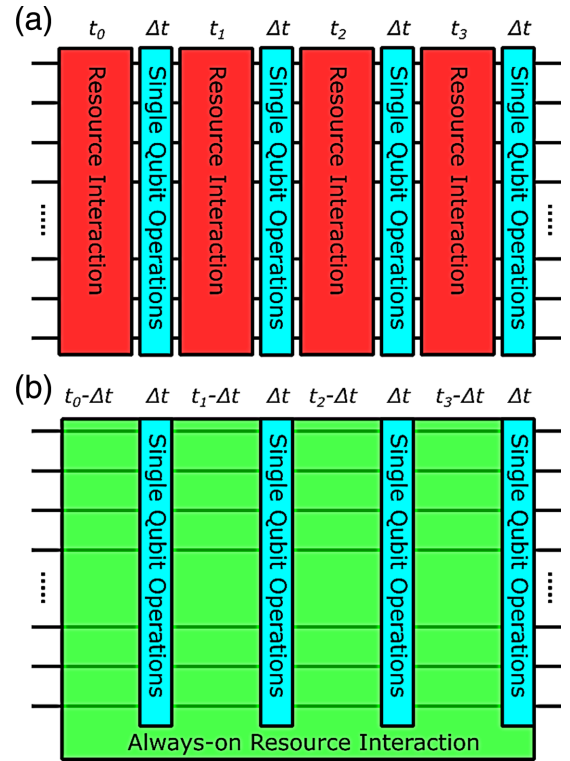 (a)
t0 Δt t1 Δt t2 Δt t3 Δt
Resource Interaction
Single Qubit Operations
Resource Interaction
Single Qubit Operations
Resource Interaction
Single Qubit Operations
Resource Interaction
Single Qubit Operations
(b)
t0-Δt Δt t1-Δt Δt t2-Δt Δt t3-Δt Δt
Single Qubit Operations
Single Qubit Operations
Single Qubit Operations
Single Qubit Operations
Always-on Resource Interaction